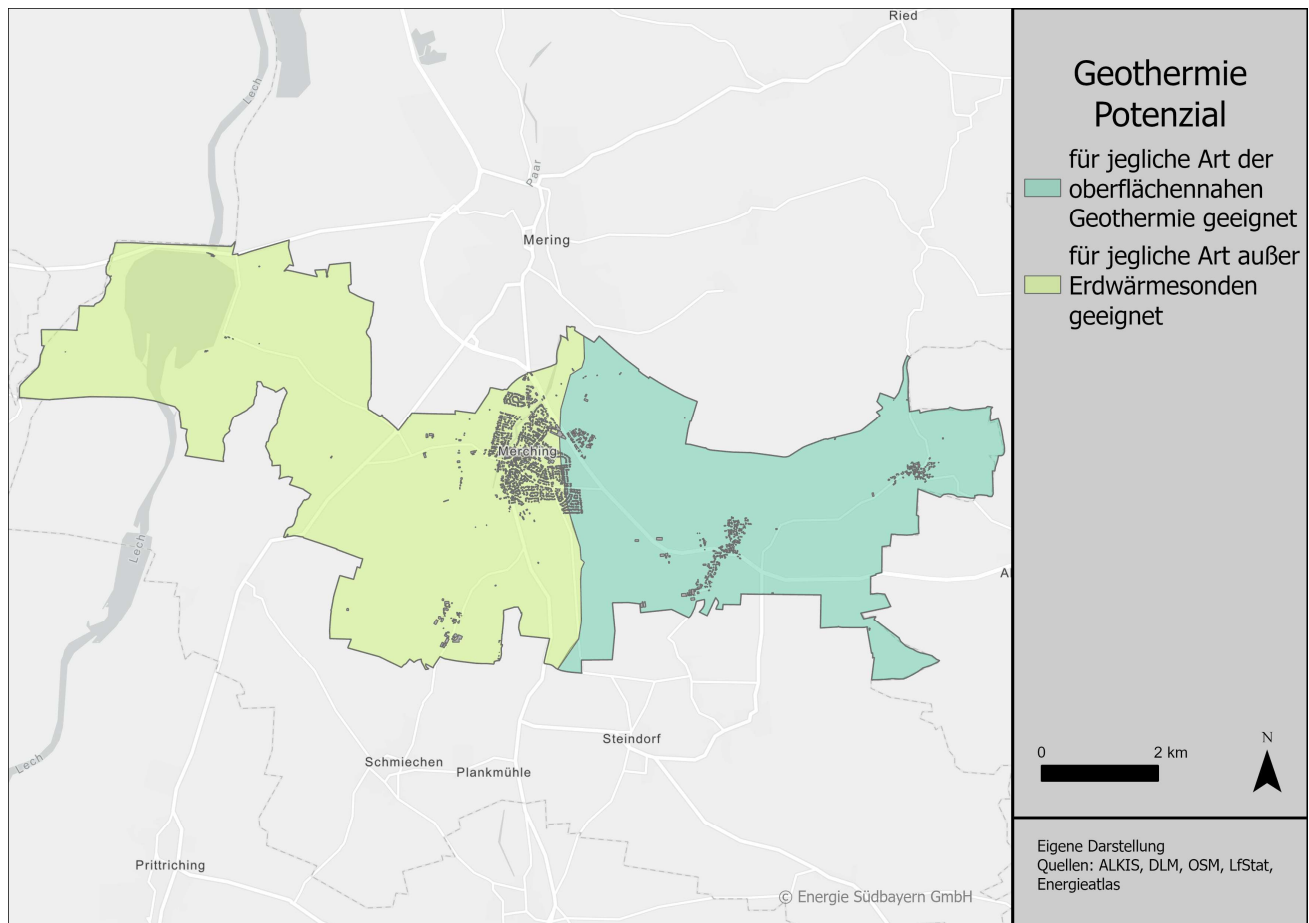 Ried
Lech
Paar
Mering
Merching
Lech
Al
Steindorf
Schmiechen
Plankmühle
Lech
Prittriching
© Energie Südbayern GmbH
Geothermie
Potenzial
für jegliche Art der
oberflächennahen
Geothermie geeignet
für jegliche Art außer
Erdwärmesonden
geeignet
0 2 km
N
Eigene Darstellung
Quellen: ALKIS, DLM, OSM, LfStat,
Energieatlas